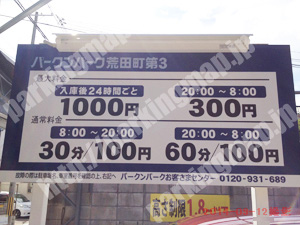 パークンパーク荒田町第3
最大料金
入庫後24時間ごと
1000円
20:00~8:00
300円
通常料金
8:00~20:00
30分/100円
20:00~8:00
60分/100円
パークンパークお客さまセンター 0120-931-689
高さ制限1.8m以下